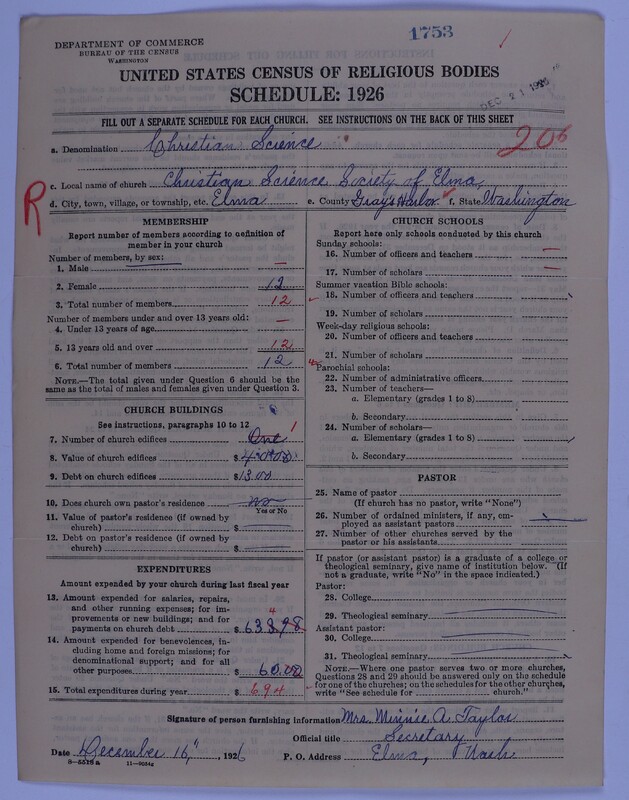 1753
DEPARTMENT OF COMMERCE
BUREAU OF THE CENSUS
WASHINGTON
UNITED STATES CENSUS OF RELIGIOUS BODIES
SCHEDULE: 1926
DEC 21 1926
FILL OUT A SEPARATE SCHEDULE FOR EACH CHURCH. SEE INSTRUCTIONS ON THE BACK OF THIS SHEET
206
a. Denomination Christian Science
R
c. Local name of church Christian Science Society of Elma
d. City, town, village, or township, etc. Elma e. County Grays Harbor f. State Washington
MEMBERSHIP
Report number of members according to definition of
member in your church
Number of members, by sex:
1. Male —
2. Female 12
3. Total number of members 12
Number of members under and over 13 years old:
4. Under 13 years of age —
5. 13 years old and over 12
6. Total number of members 12
NOTE.—The total given under Question 6 should be
same as the total of males and females given under Question 3.
CHURCH BUILDINGS
See instructions, paragraphs 10 to 12
7. Number of church edifices One 1
8. Value of church edifices $
9. Debt on church edifices $1300
10. Does church own pastor's residence no
Yes or No
11. Value of pastor's residence (if owned by
church) $
12. Debt on pastor's residence (if owned by
church) $
EXPENDITURES
Amount expended by your church during last fiscal year
13. Amount expended for salaries, repairs,
and other running expenses; for im-
provements or new buildings; and for
payments on church debt $
14. Amount expended for benevolences, in-
cluding home and foreign missions; for
denominational support; and for all
other purposes $ 60.00
15. Total expenditures during year $ 694
CHURCH SCHOOLS
Report here only schools conducted by this church
Sunday schools:
16. Number of officers and teachers —
17. Number of scholars —
Summer vacation Bible schools:
18. Number of officers and teachers
19. Number of scholars
Week-day religious schools:
20. Number of officers and teachers
21. Number of scholars
Parochial schools:
22. Number of administrative officers
23. Number of teachers—
a. Elementary (grades 1 to 8)
b. Secondary
24. Number of scholars—
a. Elementary (grades 1 to 8)
b. Secondary
PASTOR
25. Name of pastor
(If church has no pastor, write "None")
26. Number of ordained ministers, if any, em-
ployed as assistant pastors
27. Number of other churches served by the
pastor or his assistants
If pastor (or assistant pastor) is a graduate of a college or
theological seminary, give name of institution below. (If
not a graduate, write "No" in the space indicated.)
Pastor:
28. College
29. Theological seminary
Assistant pastor:
30. College
31. Theological seminary
NOTE.—Where one pastor serves two or more churches,
Questions 28 and 29 should be answered only on the schedule
for one of the churches; on the schedules for the other churches,
write "See schedule for church."
Signature of person furnishing information Mrs. Minnie A. Taylor
Official title Secretary
Date December 16", 1926 P. O. Address Elma, Wash
8—5518a 11—9034g